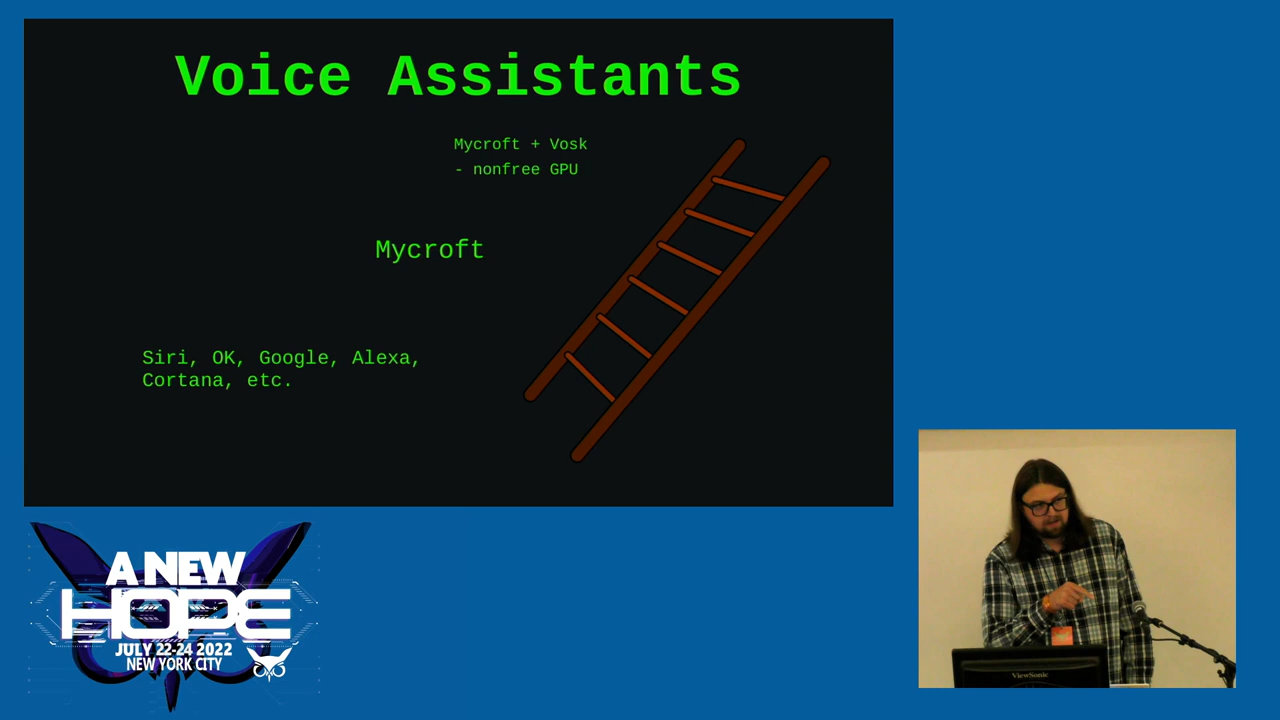 Voice Assistants
Mycroft + Vosk
- nonfree GPU
Mycroft
Siri, OK, Google, Alexa,
Cortana, etc.
A NEW
HOPE
JULY 22-24 2022
NEW YORK CITY
ViewSonic